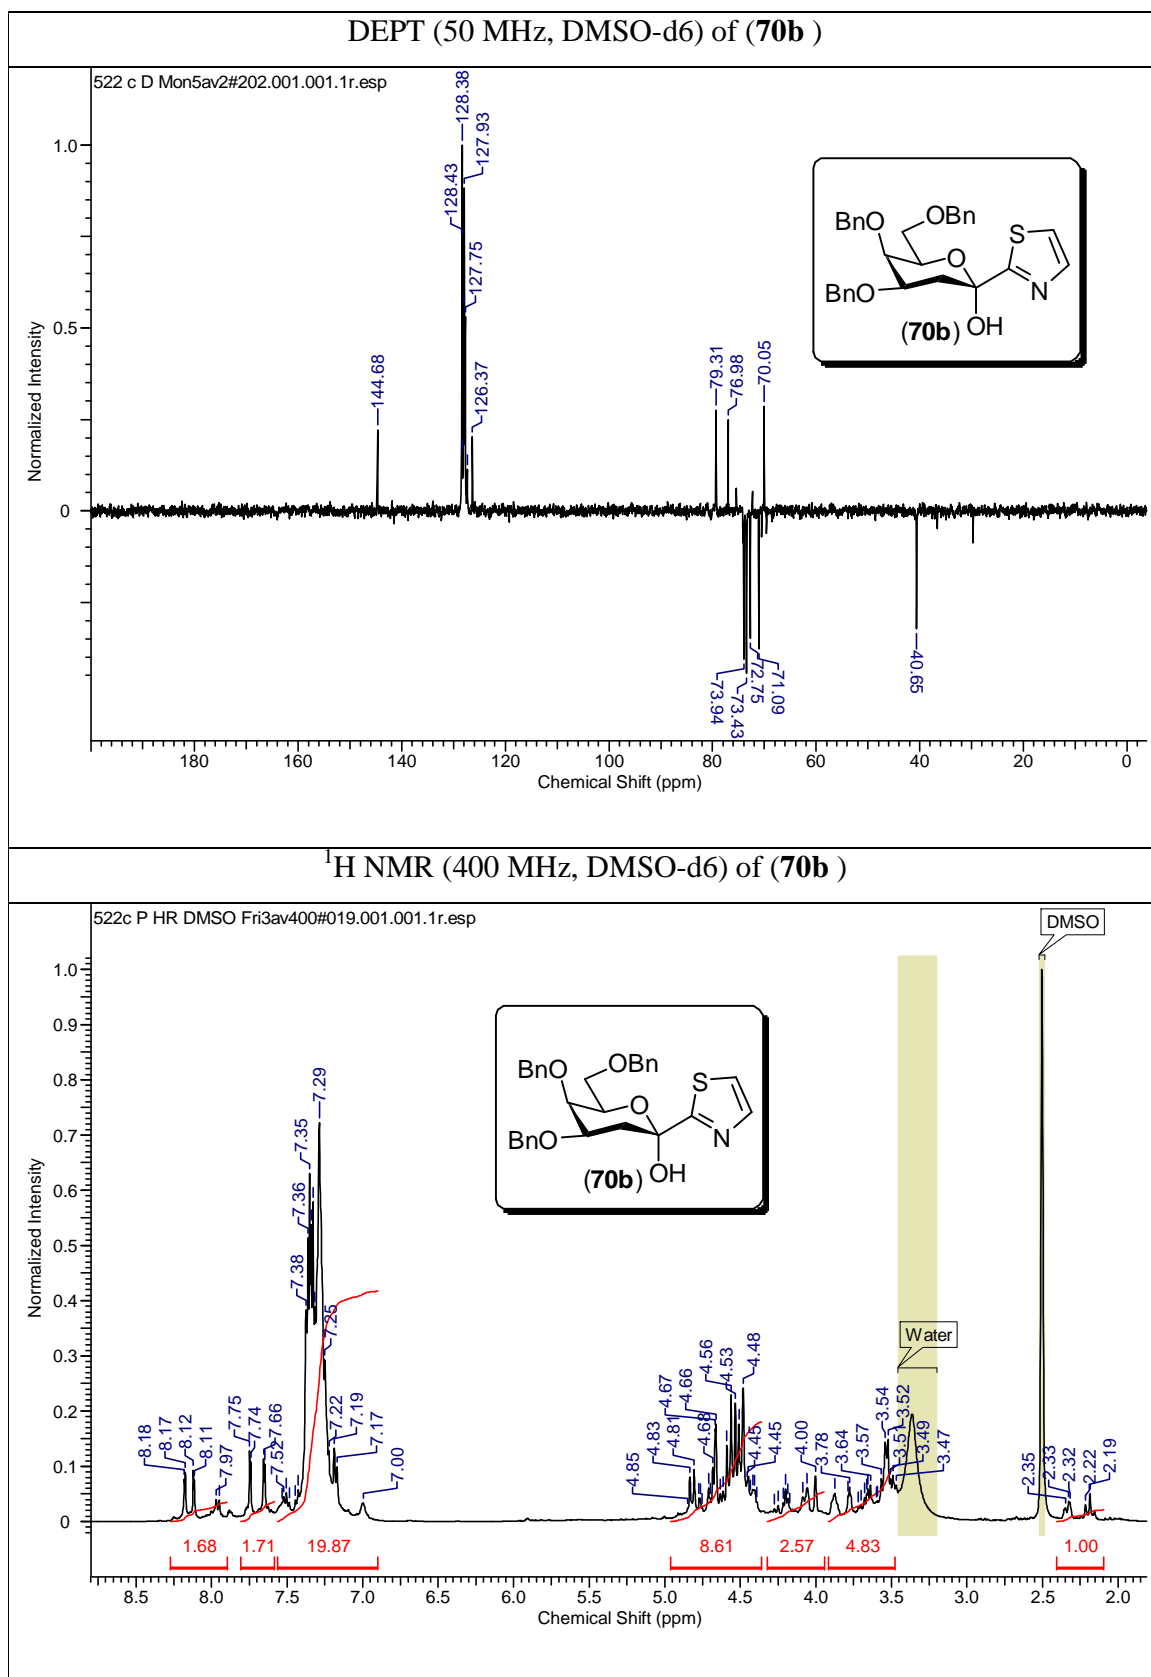 DEPT (50 MHz, DMSO-d6) of (70b )
522 c D Mon5av2#202.001.001.1r.esp
128.38
127.93
128.43
127.75
126.37
144.68
79.31
76.98
70.05
1.0
0.5
0
Normalized Intensity
BnO
OBn
O
S
N
BnO
(70b)
OH
73.94
73.43
72.75
71.09
40.65
180 160 140 120 100 80 60 40 20 0
Chemical Shift (ppm)
1H NMR (400 MHz, DMSO-d6) of (70b )
522c P HR DMSO Fri3av400#019.001.001.1r.esp
DMSO
Water
1.0
0.9
0.8
0.7
0.6
0.5
0.4
0.3
0.2
0.1
0
Normalized Intensity
BnO
OBn
O
S
N
BnO
(70b)
OH
8.18
8.17
8.12
8.11
7.97
7.75
7.74
7.66
7.52
7.38
7.36
7.35
7.29
7.25
7.22
7.19
7.17
7.00
4.85
4.83
4.81
4.67
4.66
4.68
4.56
4.53
4.48
4.45
4.45
4.00
3.78
3.64
3.57
3.54
3.52
3.51
3.49
3.47
2.35
2.33
2.32
2.22
2.19
1.68 1.71 19.87 8.61 2.57 4.83 1.00
8.5 8.0 7.5 7.0 6.5 6.0 5.5 5.0 4.5 4.0 3.5 3.0 2.5 2.0
Chemical Shift (ppm)